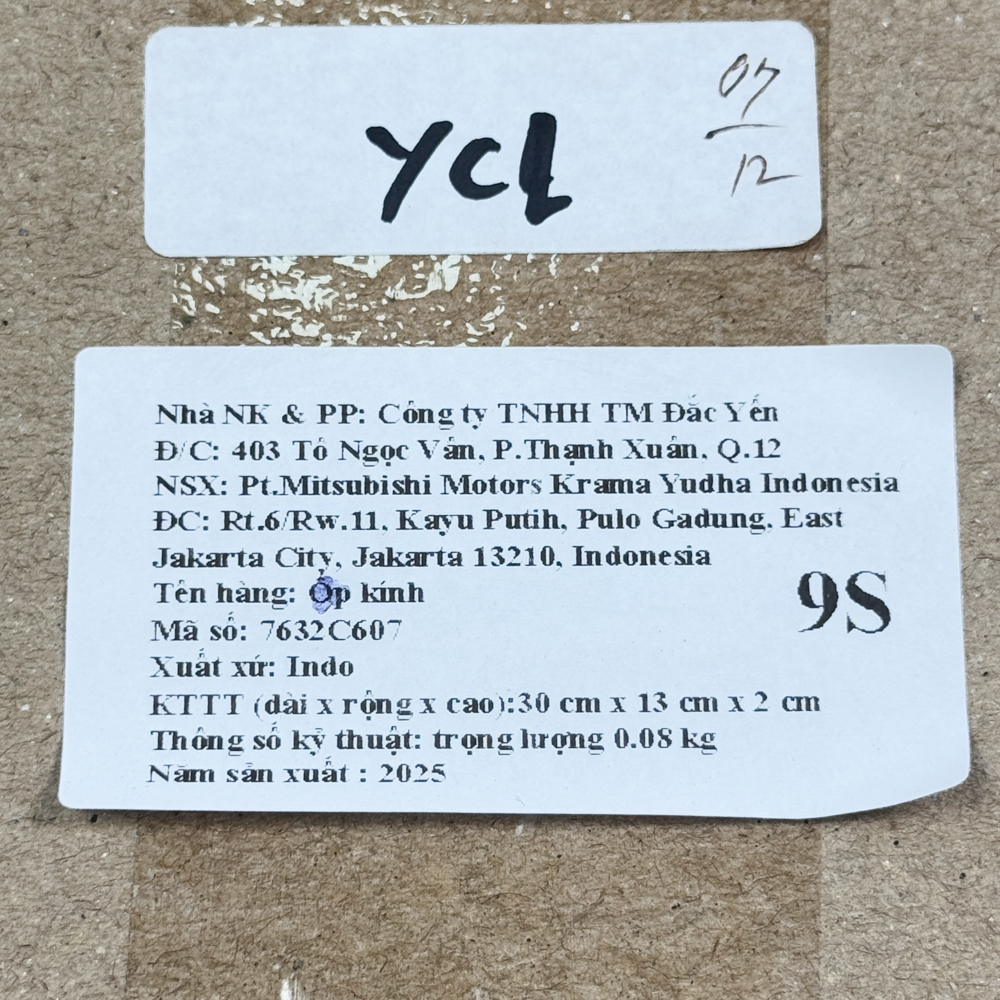 YCL
07
12
Nhà NK & PP: Công ty TNHH TM Đắc Yến
Đ/C: 403 Tô Ngọc Vân, P.Thạnh Xuân, Q.12
NSX: Pt.Mitsubishi Motors Krama Yudha Indonesia
ĐC: Rt.6/Rw.11, Kayu Putih, Pulo Gadung, East
Jakarta City, Jakarta 13210, Indonesia
Tên hàng: Ốp kính
9S
Mã số: 7632C607
Xuất xứ: Indo
KTTT (dài x rộng x cao):30 cm x 13 cm x 2 cm
Thông số kỹ thuật: trọng lượng 0.08 kg
Năm sản xuất : 2025